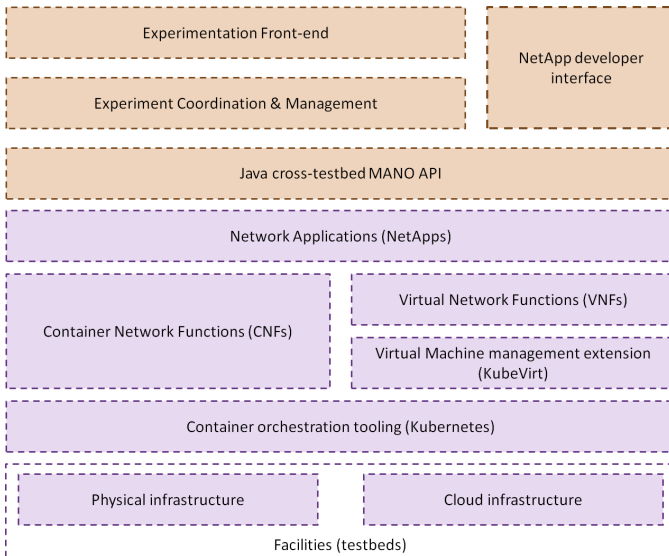 Experimentation Front-end
NetApp developer
interface
Experiment Coordination & Management
Java cross-testbed MANO API
Network Applications (NetApps)
Container Network Functions (CNFs)
Virtual Network Functions (VNFs)
Virtual Machine management extension
(KubeVirt)
Container orchestration tooling (Kubernetes)
Physical infrastructure
Cloud infrastructure
Facilities (testbeds)